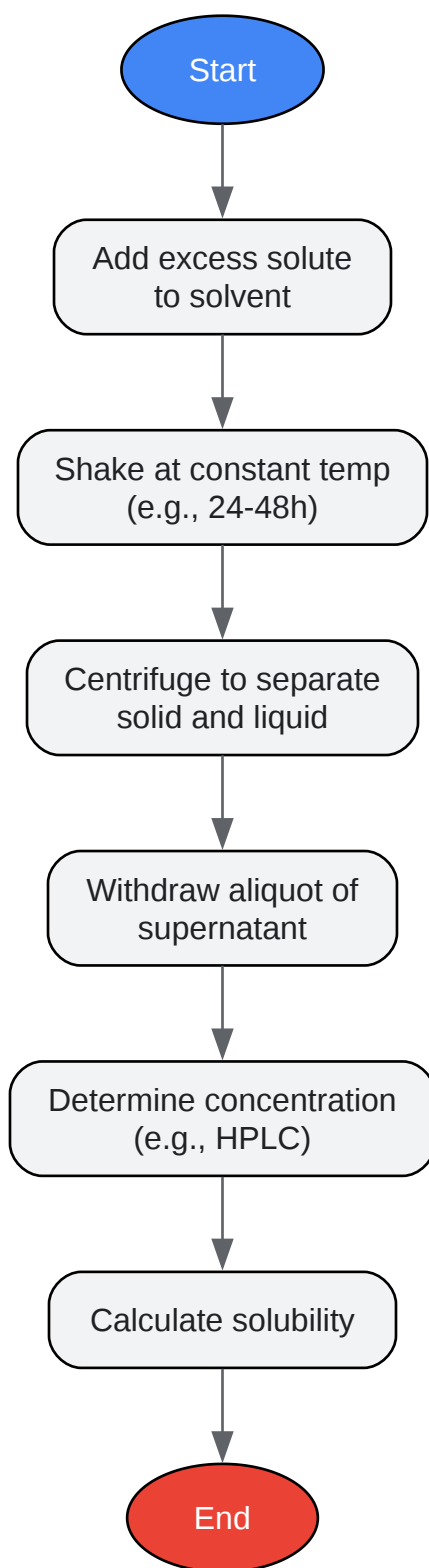 Start
Add excess solute
to solvent
Shake at constant temp
(e.g., 24-48h)
Centrifuge to separate
solid and liquid
Withdraw aliquot of
supernatant
Determine concentration
(e.g., HPLC)
Calculate solubility
End